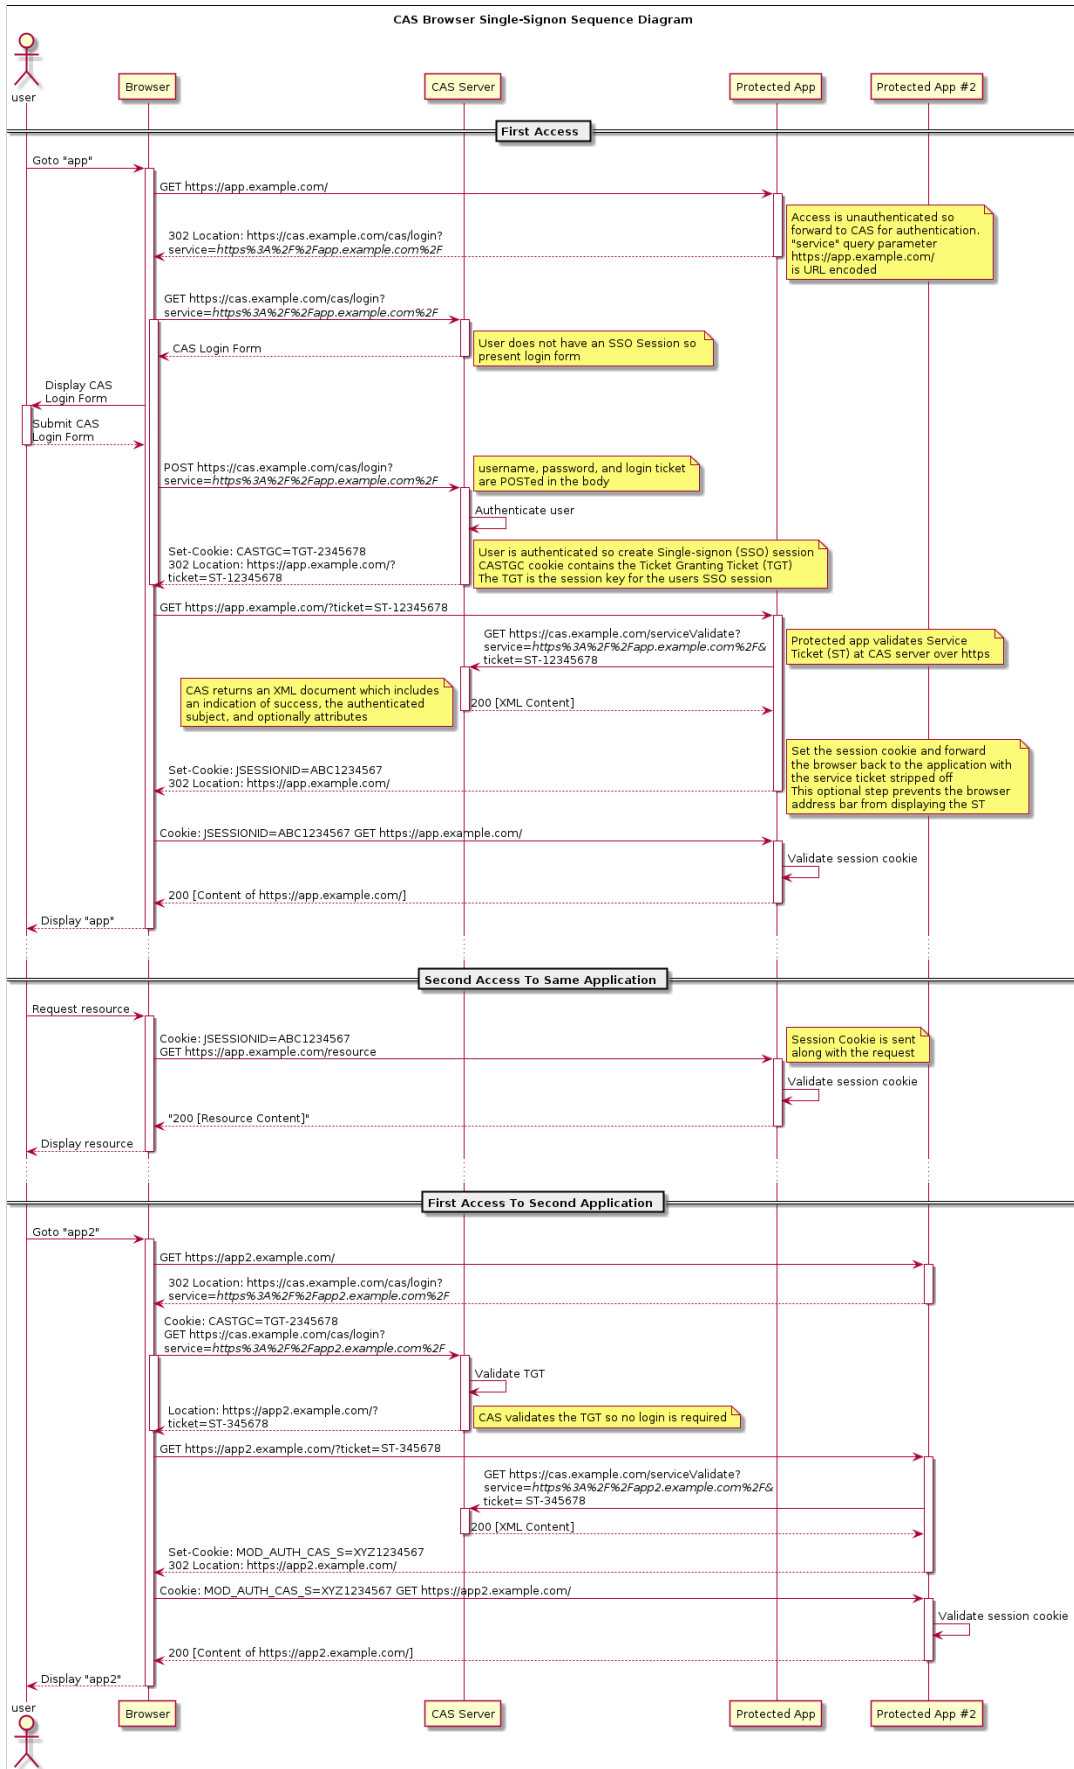 CAS Browser Single-Signon Sequence Diagram
user
Browser
CAS Server
Protected App
Protected App #2
First Access
Goto "app"
GET https://app.example.com/
Access is unauthenticated so
forward to CAS for authentication.
"service" query parameter
https://app.example.com/
is URL encoded
302 Location: https://cas.example.com/cas/login?
service=https%3A%2F%2Fapp.example.com%2F
GET https://cas.example.com/cas/login?
service=https%3A%2F%2Fapp.example.com%2F
User does not have an SSO Session so
present login form
CAS Login Form
Display CAS
Login Form
Submit CAS
Login Form
POST https://cas.example.com/cas/login?
service=https%3A%2F%2Fapp.example.com%2F
username, password, and login ticket
are POSTed in the body
Authenticate user
Set-Cookie: CASTGC=TGT-2345678
302 Location: https://app.example.com/?
ticket=ST-12345678
User is authenticated so create Single-signon (SSO) session
CASTGC cookie contains the Ticket Granting Ticket (TGT)
The TGT is the session key for the users SSO session
GET https://app.example.com/?ticket=ST-12345678
GET https://cas.example.com/serviceValidate?
service=https%3A%2F%2Fapp.example.com%2F&
ticket=ST-12345678
Protected app validates Service
Ticket (ST) at CAS server over https
CAS returns an XML document which includes
an indication of success, the authenticated
subject, and optionally attributes
200 [XML Content]
Set the session cookie and forward
the browser back to the application with
the service ticket stripped off
This optional step prevents the browser
address bar from displaying the ST
Set-Cookie: JSESSIONID=ABC1234567
302 Location: https://app.example.com/
Cookie: JSESSIONID=ABC1234567 GET https://app.example.com/
Validate session cookie
200 [Content of https://app.example.com/]
Display "app"
Second Access To Same Application
Request resource
Cookie: JSESSIONID=ABC1234567
GET https://app.example.com/resource
Session Cookie is sent
along with the request
Validate session cookie
"200 [Resource Content]"
Display resource
First Access To Second Application
Goto "app2"
GET https://app2.example.com/
302 Location: https://cas.example.com/cas/login?
service=https%3A%2F%2Fapp2.example.com%2F
Cookie: CASTGC=TGT-2345678
GET https://cas.example.com/cas/login?
service=https%3A%2F%2Fapp2.example.com%2F
Validate TGT
Location: https://app2.example.com/?
ticket=ST-345678
CAS validates the TGT so no login is required
GET https://app2.example.com/?ticket=ST-345678
GET https://cas.example.com/serviceValidate?
service=https%3A%2F%2Fapp2.example.com%2F&
ticket= ST-345678
200 [XML Content]
Set-Cookie: MOD_AUTH_CAS_S=XYZ1234567
302 Location: https://app2.example.com/
Cookie: MOD_AUTH_CAS_S=XYZ1234567 GET https://app2.example.com/
Validate session cookie
200 [Content of https://app2.example.com/]
Display "app2"
user
Browser
CAS Server
Protected App
Protected App #2